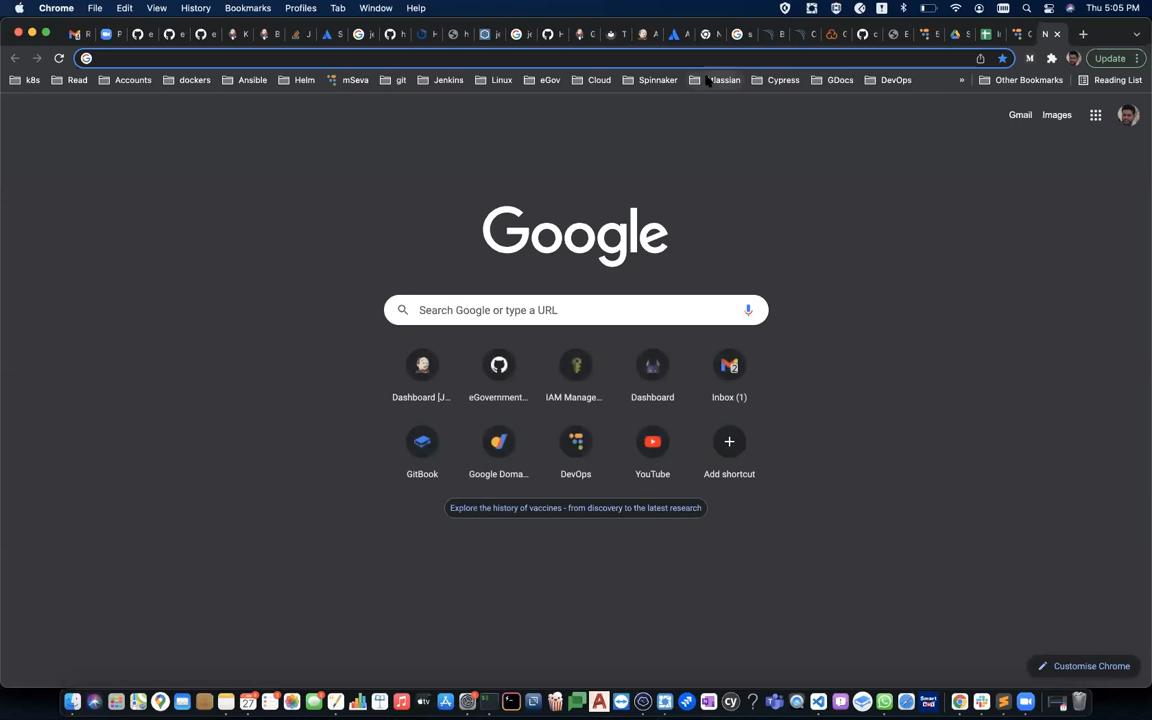 Chrome File Edit View History Bookmarks Profiles Tab Window Help Thu 5:05 PM
Update
k8s Read Accounts dockers Ansible Helm mSeva git Jenkins Linux eGov Cloud Spinnaker Cypress GDocs DevOps » Other Bookmarks Reading List
Gmail Images
Google
Search Google or type a URL
Dashboard [J... eGovernment... IAM Manage... Dashboard Inbox (1)
GitBook Google Doma... DevOps YouTube Add shortcut
Explore the history of vaccines - from discovery to the latest research
Customise Chrome